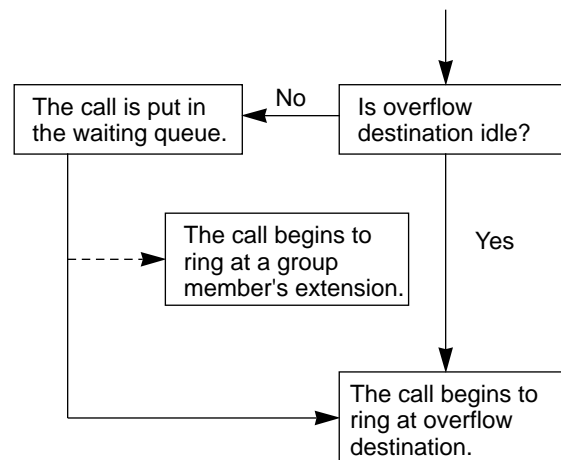 No
The call is put in
the waiting queue.
Is overflow
destination idle?
Yes
The call begins to
ring at a group
member's extension.
The call begins to
ring at overflow
destination.